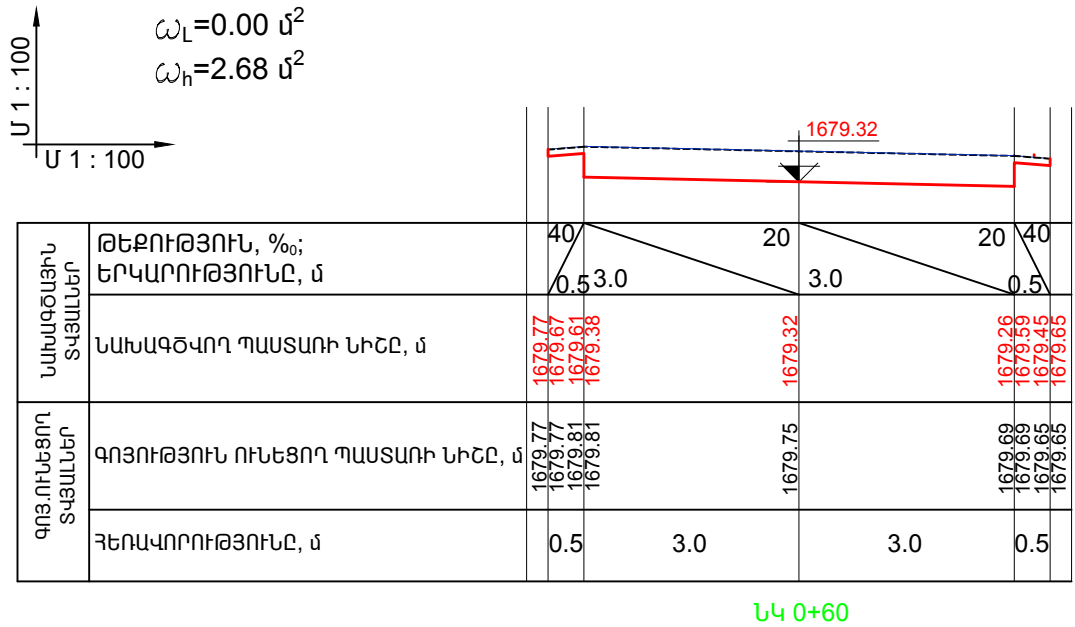 ω_L=0.00 մ²
ω_h=2.68 մ²
Մ 1 : 100
Մ 1 : 100
1679.32
ՆԱԽԱԳԾԱՅԻՆ
ՏՎՅԱԼՆԵՐ
ԹԵՔՈՒԹՅՈՒՆ, ‰;
ԵՐԿԱՐՈՒԹՅՈՒՆԸ, մ
40 20 20 40
0.5 3.0 3.0 0.5
ՆԱԽԱԳԾՎՈՂ ՊԱՍՏԱՌԻ ՆԻՇԸ, մ
1679.77
1679.67
1679.61
1679.38
1679.32
1679.26
1679.59
1679.45
1679.65
ԳՈՅ.ՈՒՆԵՑՈՂ
ՏՎՅԱԼՆԵՐ
ԳՈՅՈՒԹՅՈՒՆ ՈՒՆԵՑՈՂ ՊԱՍՏԱՌԻ ՆԻՇԸ, մ
1679.77
1679.77
1679.81
1679.81
1679.75
1679.69
1679.69
1679.65
1679.65
ՀԵՌԱՎՈՐՈՒԹՅՈՒՆԸ, մ
0.5 3.0 3.0 0.5
ՆԿ 0+60